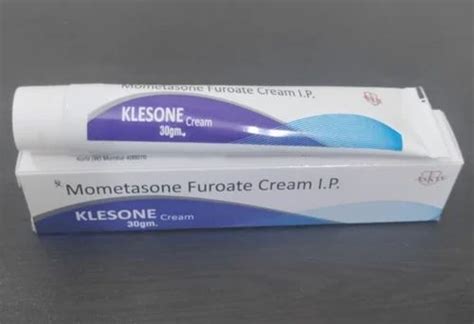 Mometasone Furoate Cream I.P.
KLESONE Cream
30gm.
Mometasone Furoate Cream I.P.
KLESONE Cream
30gm.